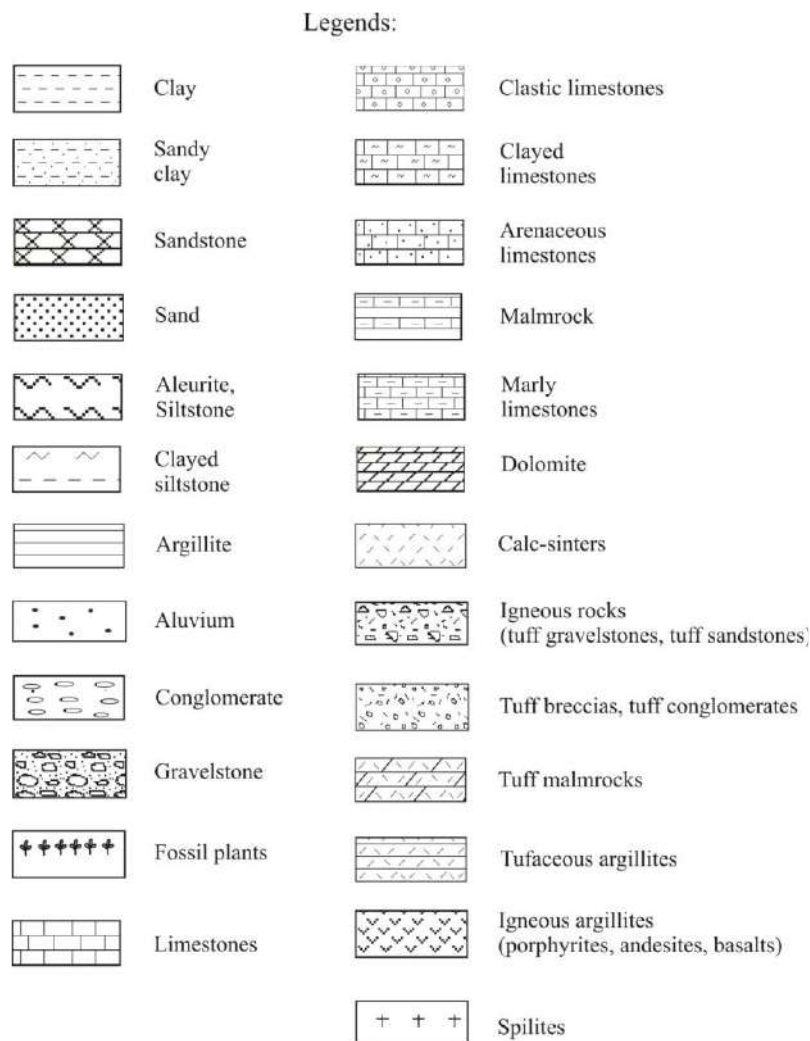 Legends:
Clay
Sandy
clay
Sandstone
Sand
Aleurite,
Siltstone
Clayed
siltstone
Argillite
Aluvium
Conglomerate
Gravelstone
Fossil plants
Limestones
Clastic limestones
Clayed
limestones
Arenaceous
limestones
Malmrock
Marly
limestones
Dolomite
Calc-sinters
Igneous rocks
(tuff gravelstones, tuff sandstones)
Tuff breccias, tuff conglomerates
Tuff malmrocks
Tufaceous argillites
Igneous argillites
(porphyrites, andesites, basalts)
Spilites